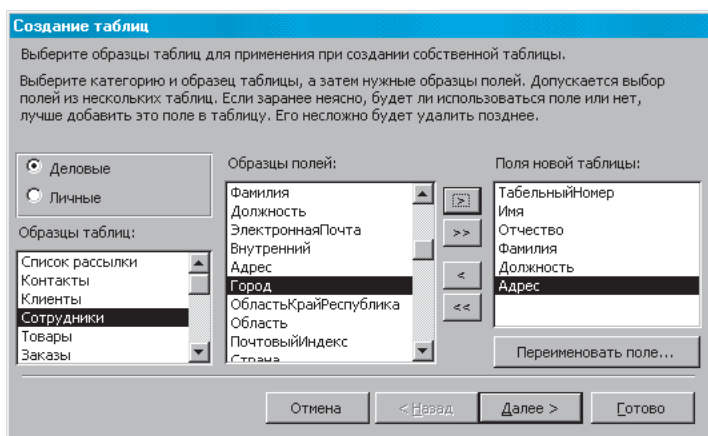 Создание таблиц
Выберите образцы таблиц для применения при создании собственной таблицы.
Выберите категорию и образец таблицы, а затем нужные образцы полей. Допускается выбор
полей из нескольких таблиц. Если заранее неясно, будет ли использоваться поле или нет,
лучше добавить это поле в таблицу. Его несложно будет удалить позднее.
Деловые
Личные
Образцы таблиц:
Список рассылки
Контакты
Клиенты
Сотрудники
Товары
Заказы
Образцы полей:
Фамилия
Должность
ЭлектроннаяПочта
Внутренний
Адрес
Город
ОбластьКрайРеспублика
Область
ПочтовыйИндекс
Страна
>
>>
<
<<
Поля новой таблицы:
ТабельныйНомер
Имя
Отчество
Фамилия
Должность
Адрес
Переименовать поле...
Отмена
< Назад
Далее >
Готово